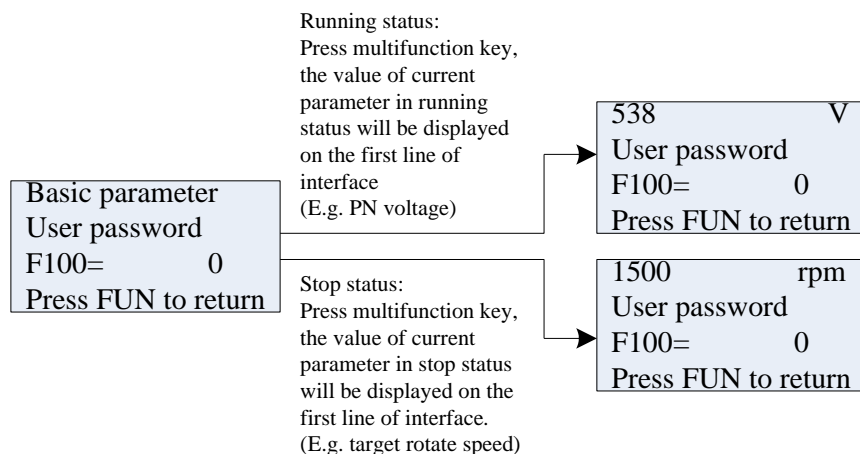 Basic parameter
User password
F100= 0
Press FUN to return
Running status:
Press multifunction key,
the value of current
parameter in running
status will be displayed
on the first line of
interface
(E.g. PN voltage)
538 V
User password
F100= 0
Press FUN to return
Stop status:
Press multifunction key,
the value of current
parameter in stop status
will be displayed on the
first line of interface.
(E.g. target rotate speed)
1500 rpm
User password
F100= 0
Press FUN to return